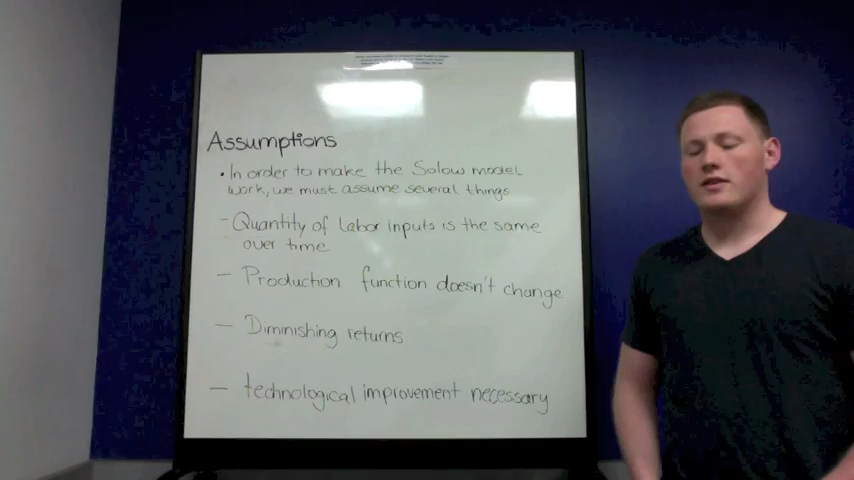 Assumptions
• In order to make the Solow model
work, we must assume several things
- Quantity of labor inputs is the same
over time
- Production function doesn't change
- Diminishing returns
- technological improvement necessary